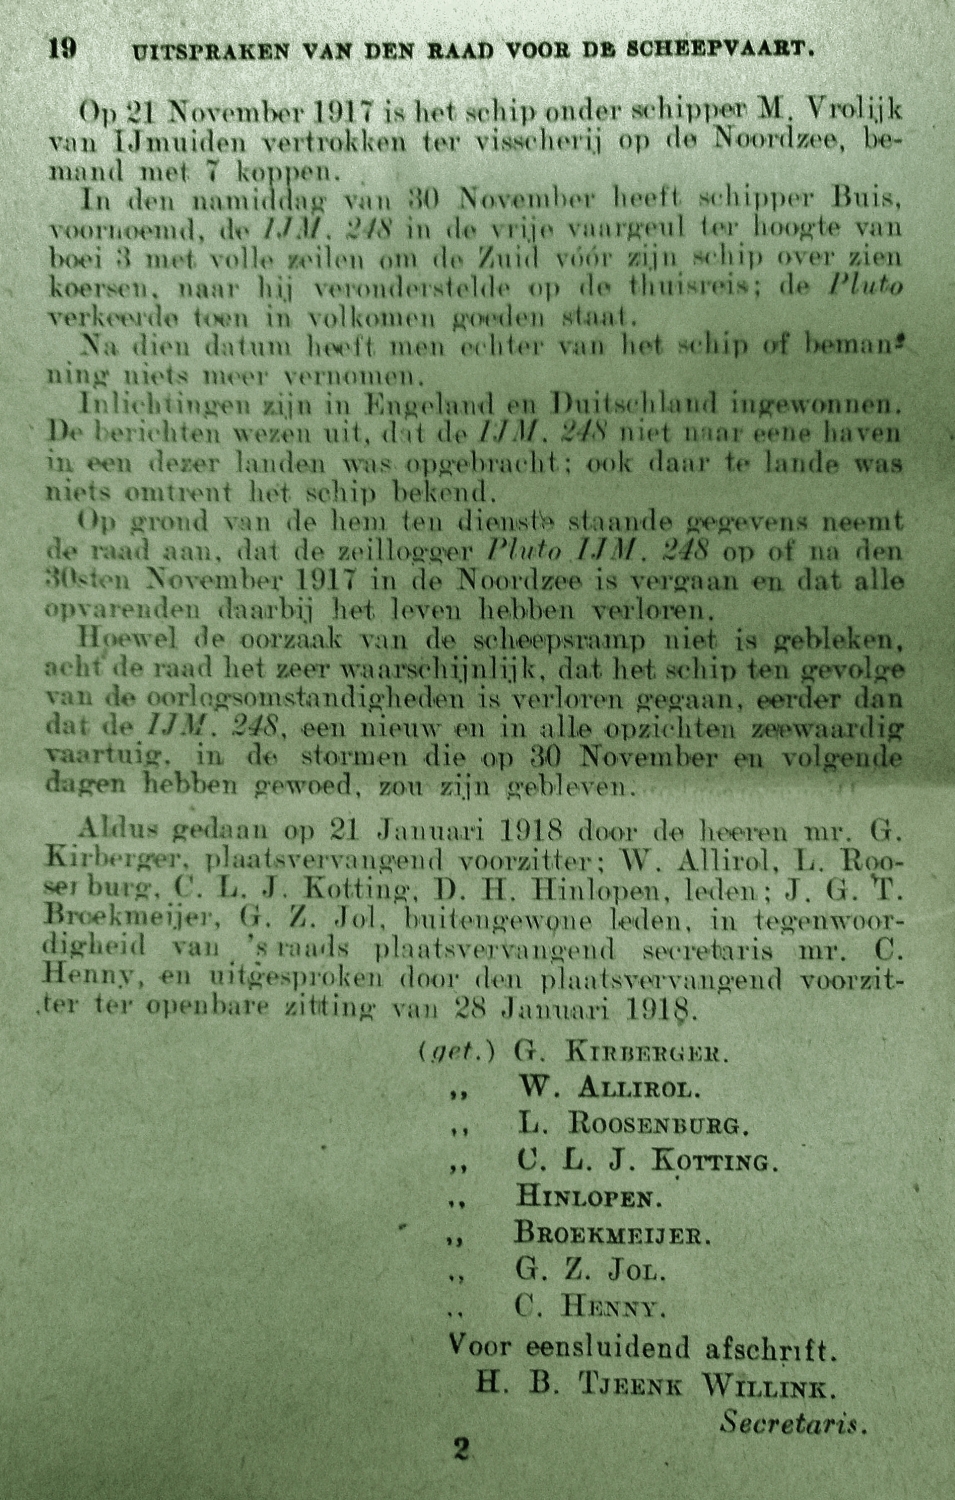 19 UITSPRAKEN VAN DEN RAAD VOOR DE SCHEEPVAART.
Op 21 November 1917 is het schip onder schipper M. Vrolijk
van IJmuiden vertrokken ter visscherij op de Noordzee, be-
mand met 7 koppen.
In den namiddag van 30 November heeft schipper Buis,
voornoemd, de IJM. 248 in de vrije vaargeul ter hoogte van
boei 3 met volle zeilen om de Zuid vóór zijn schip over zien
koersen, naar hij veronderstelde op de thuisreis; de Pluto
verkeerde toen in volkomen goeden staat.
Na dien datum heeft men echter van het schip of beman-
ning niets meer vernomen.
Inlichtingen zijn in Engeland en Duitschland ingewonnen.
De berichten wezen uit, dat de IJM. 248 niet naar eene haven
in een dezer landen was opgebracht; ook daar te lande was
niets omtrent het schip bekend.
Op grond van de hem ten dienste staande gegevens neemt
de raad aan, dat de zeillogger Pluto IJM. 248 op of na den
30sten November 1917 in de Noordzee is vergaan en dat alle
opvarenden daarbij het leven hebben verloren.
Hoewel de oorzaak van de scheepsramp niet is gebleken,
acht de raad het zeer waarschijnlijk, dat het schip ten gevolge
van de oorlogsomstandigheden is verloren gegaan, eerder dan
dat de IJM. 248, een nieuw en in alle opzichten zeewaardig
vaartuig, in de stormen die op 30 November en volgende
dagen hebben gewoed, zou zijn gebleven.
Aldus gedaan op 21 Januari 1918 door de heeren mr. G.
Kirberger, plaatsvervangend voorzitter; W. Allirol, L. Roo-
senburg, C. L. J. Kotting, D. H. Hinlopen, leden; J. G. T.
Broekmeijer, G. Z. Jol, buitengewone leden, in tegenwoor-
digheid van 's raads plaatsvervangend secretaris mr. C.
Henny, en uitgesproken door den plaatsvervangend voorzit-
ter ter openbare zitting van 28 Januari 1918.
(get.) G. KIRBERGER.
,, W. ALLIROL.
,, L. ROOSENBURG.
,, C. L. J. KOTTING.
,, HINLOPEN.
,, BROEKMEIJER.
,, G. Z. JOL.
,, C. HENNY.
Voor eensluidend afschrift.
H. B. TJEENK WILLINK.
Secretaris.
2